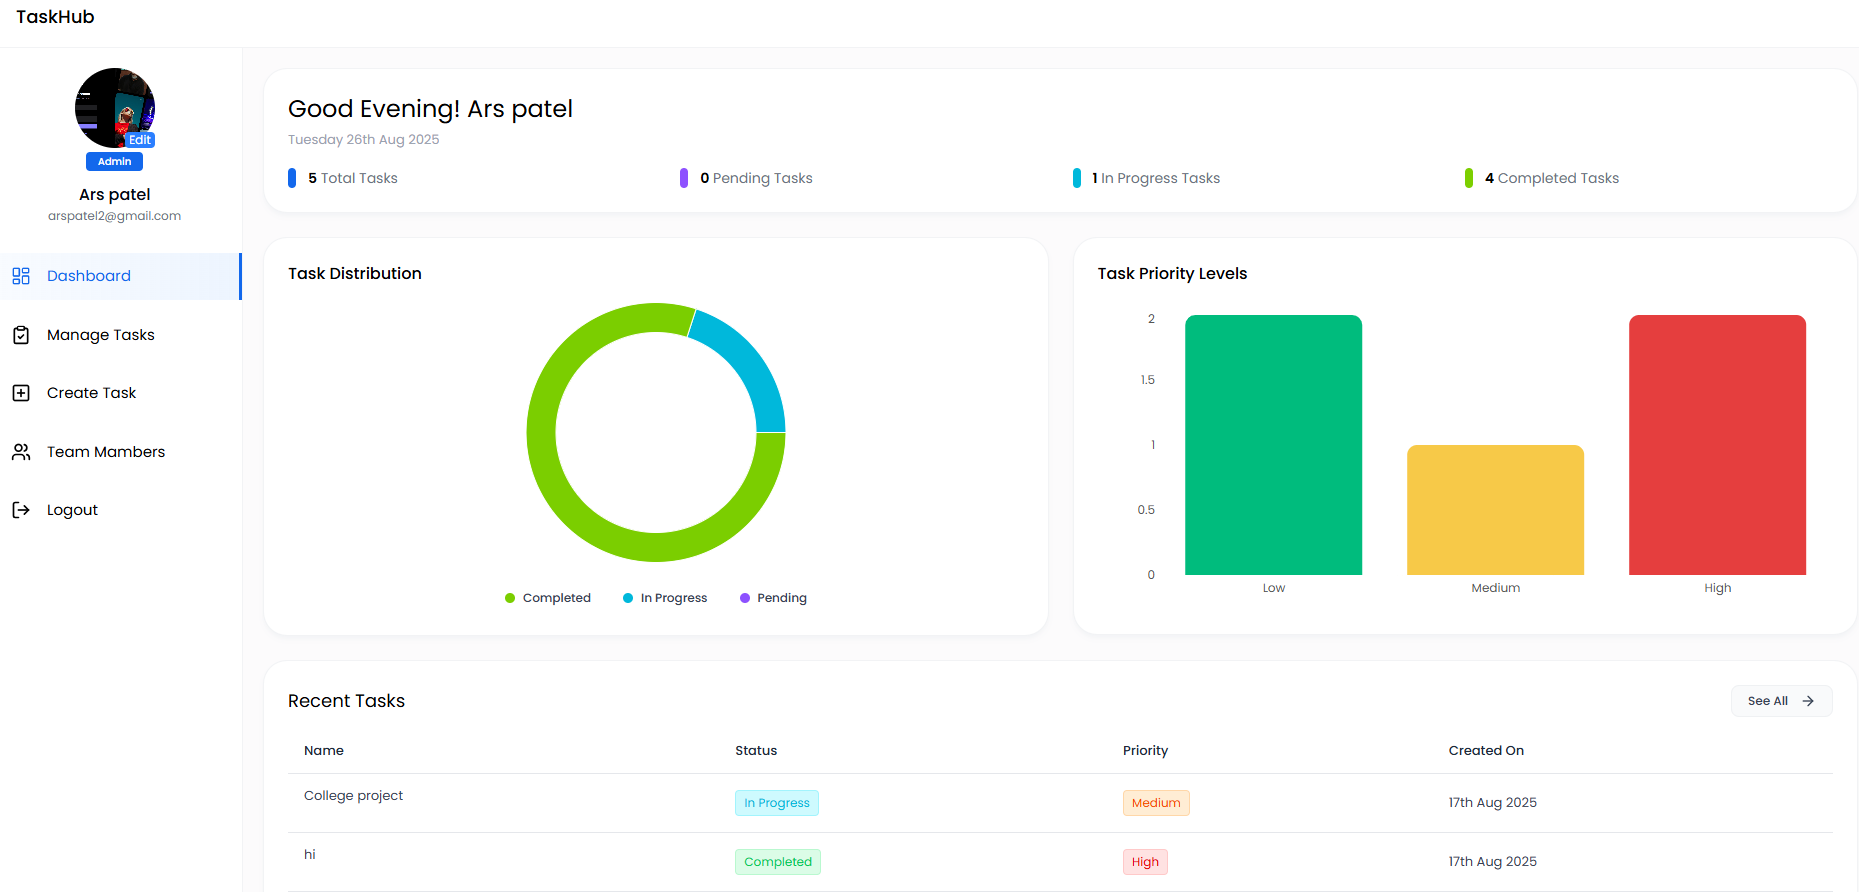 TaskHub
Edit
Admin
Ars patel
arspatel2@gmail.com
Dashboard
Manage Tasks
Create Task
Team Mambers
Logout
Good Evening! Ars patel
Tuesday 26th Aug 2025
5 Total Tasks
0 Pending Tasks
1 In Progress Tasks
4 Completed Tasks
Task Distribution
Completed
In Progress
Pending
Task Priority Levels
2
1.5
1
0.5
0
Low
Medium
High
Recent Tasks
See All
Name Status Priority Created On
College project In Progress Medium 17th Aug 2025
hi Completed High 17th Aug 2025